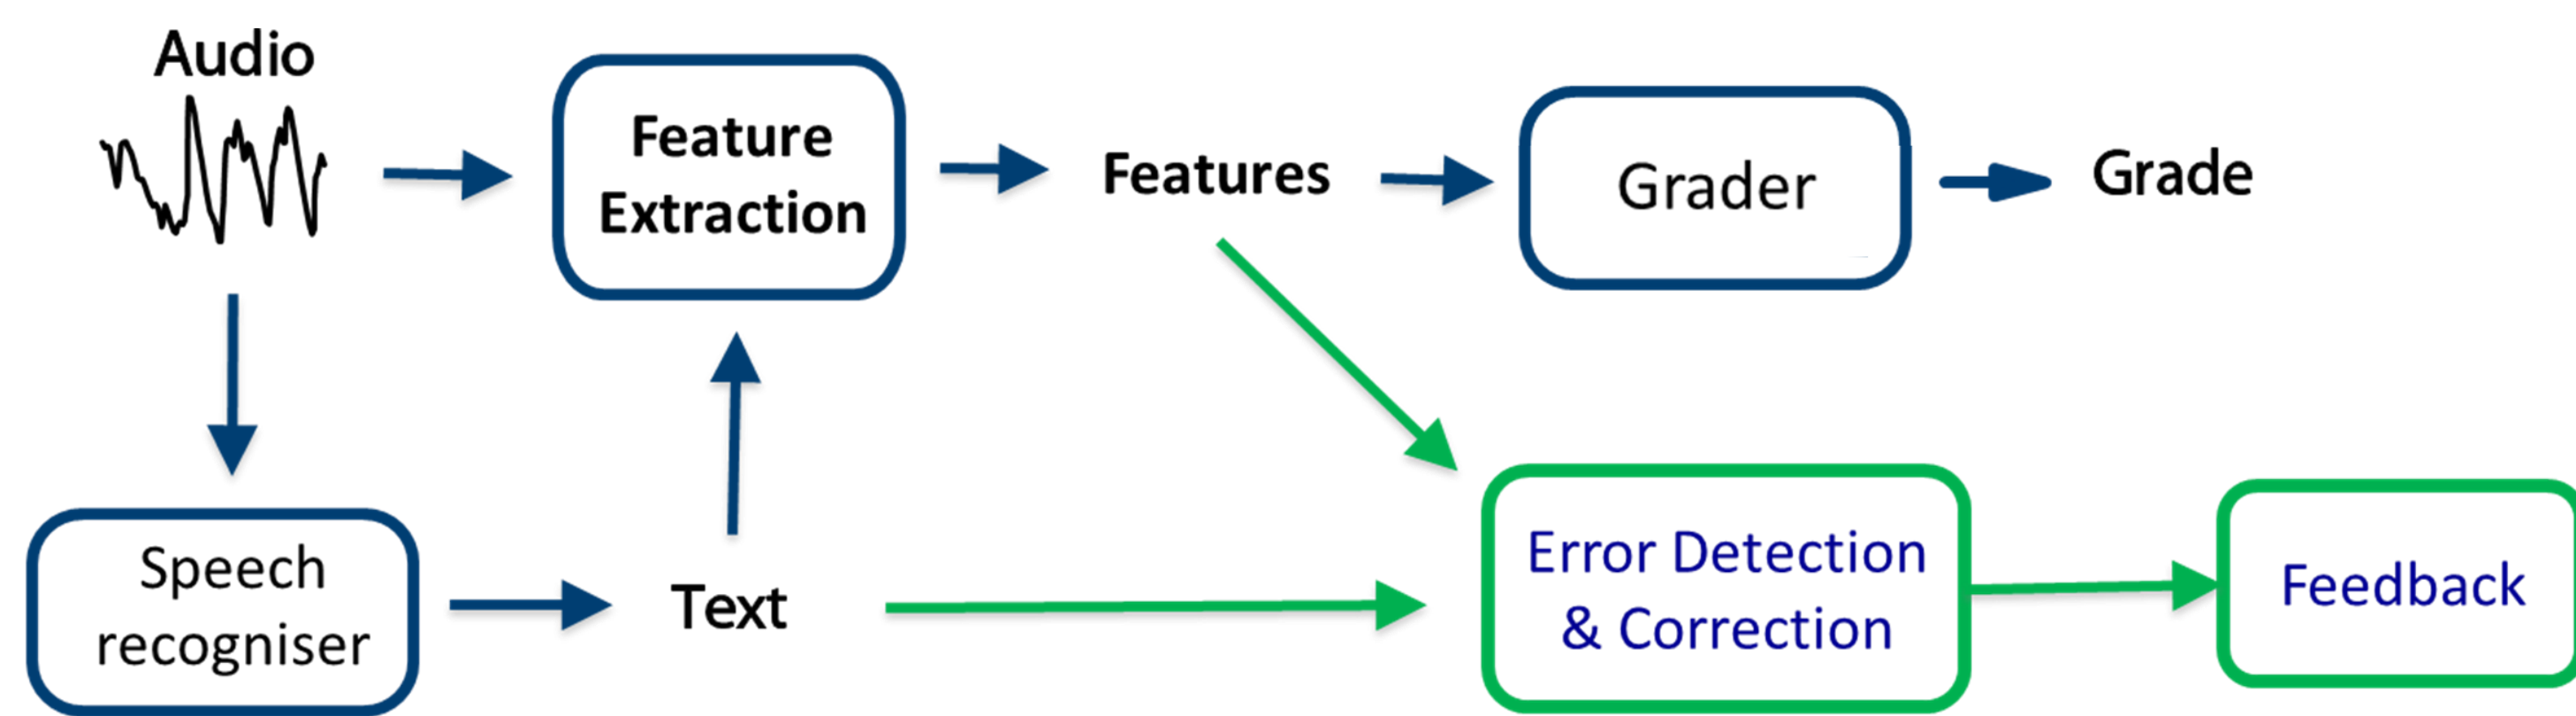 Audio
Feature
Extraction
Features
Grader
Grade
Speech
recogniser
Text
Error Detection
& Correction
Feedback